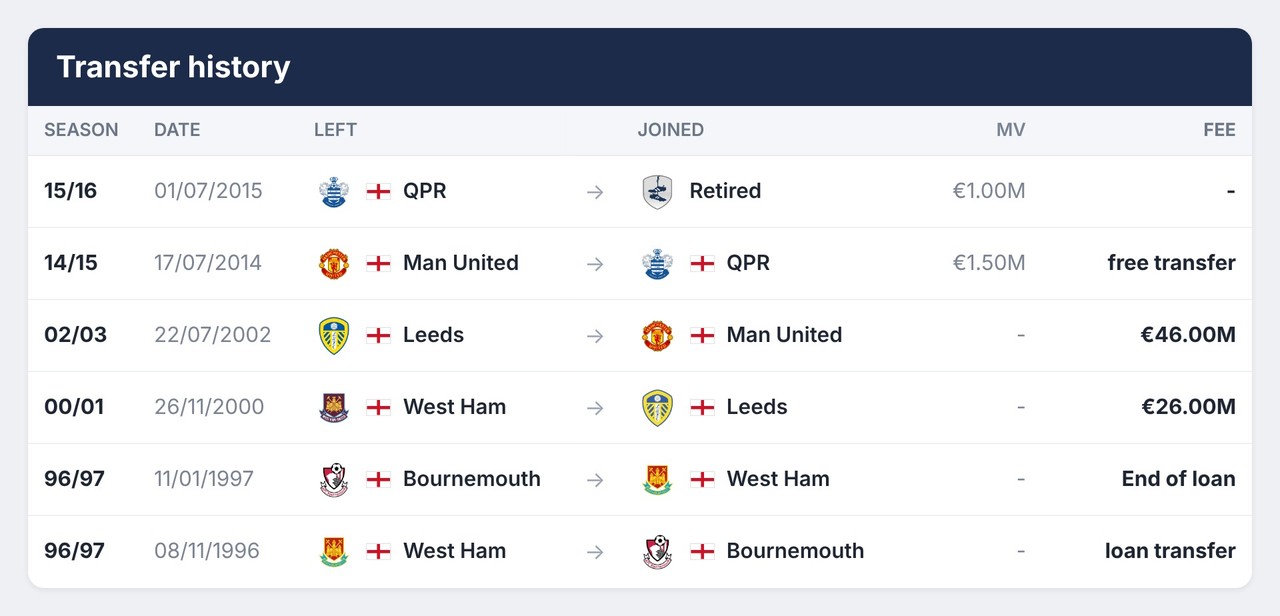 Transfer history
SEASON DATE LEFT JOINED MV FEE
15/16 01/07/2015 QPR → Retired €1.00M -
14/15 17/07/2014 Man United → QPR €1.50M free transfer
02/03 22/07/2002 Leeds → Man United - €46.00M
00/01 26/11/2000 West Ham → Leeds - €26.00M
96/97 11/01/1997 Bournemouth → West Ham - End of loan
96/97 08/11/1996 West Ham → Bournemouth - loan transfer